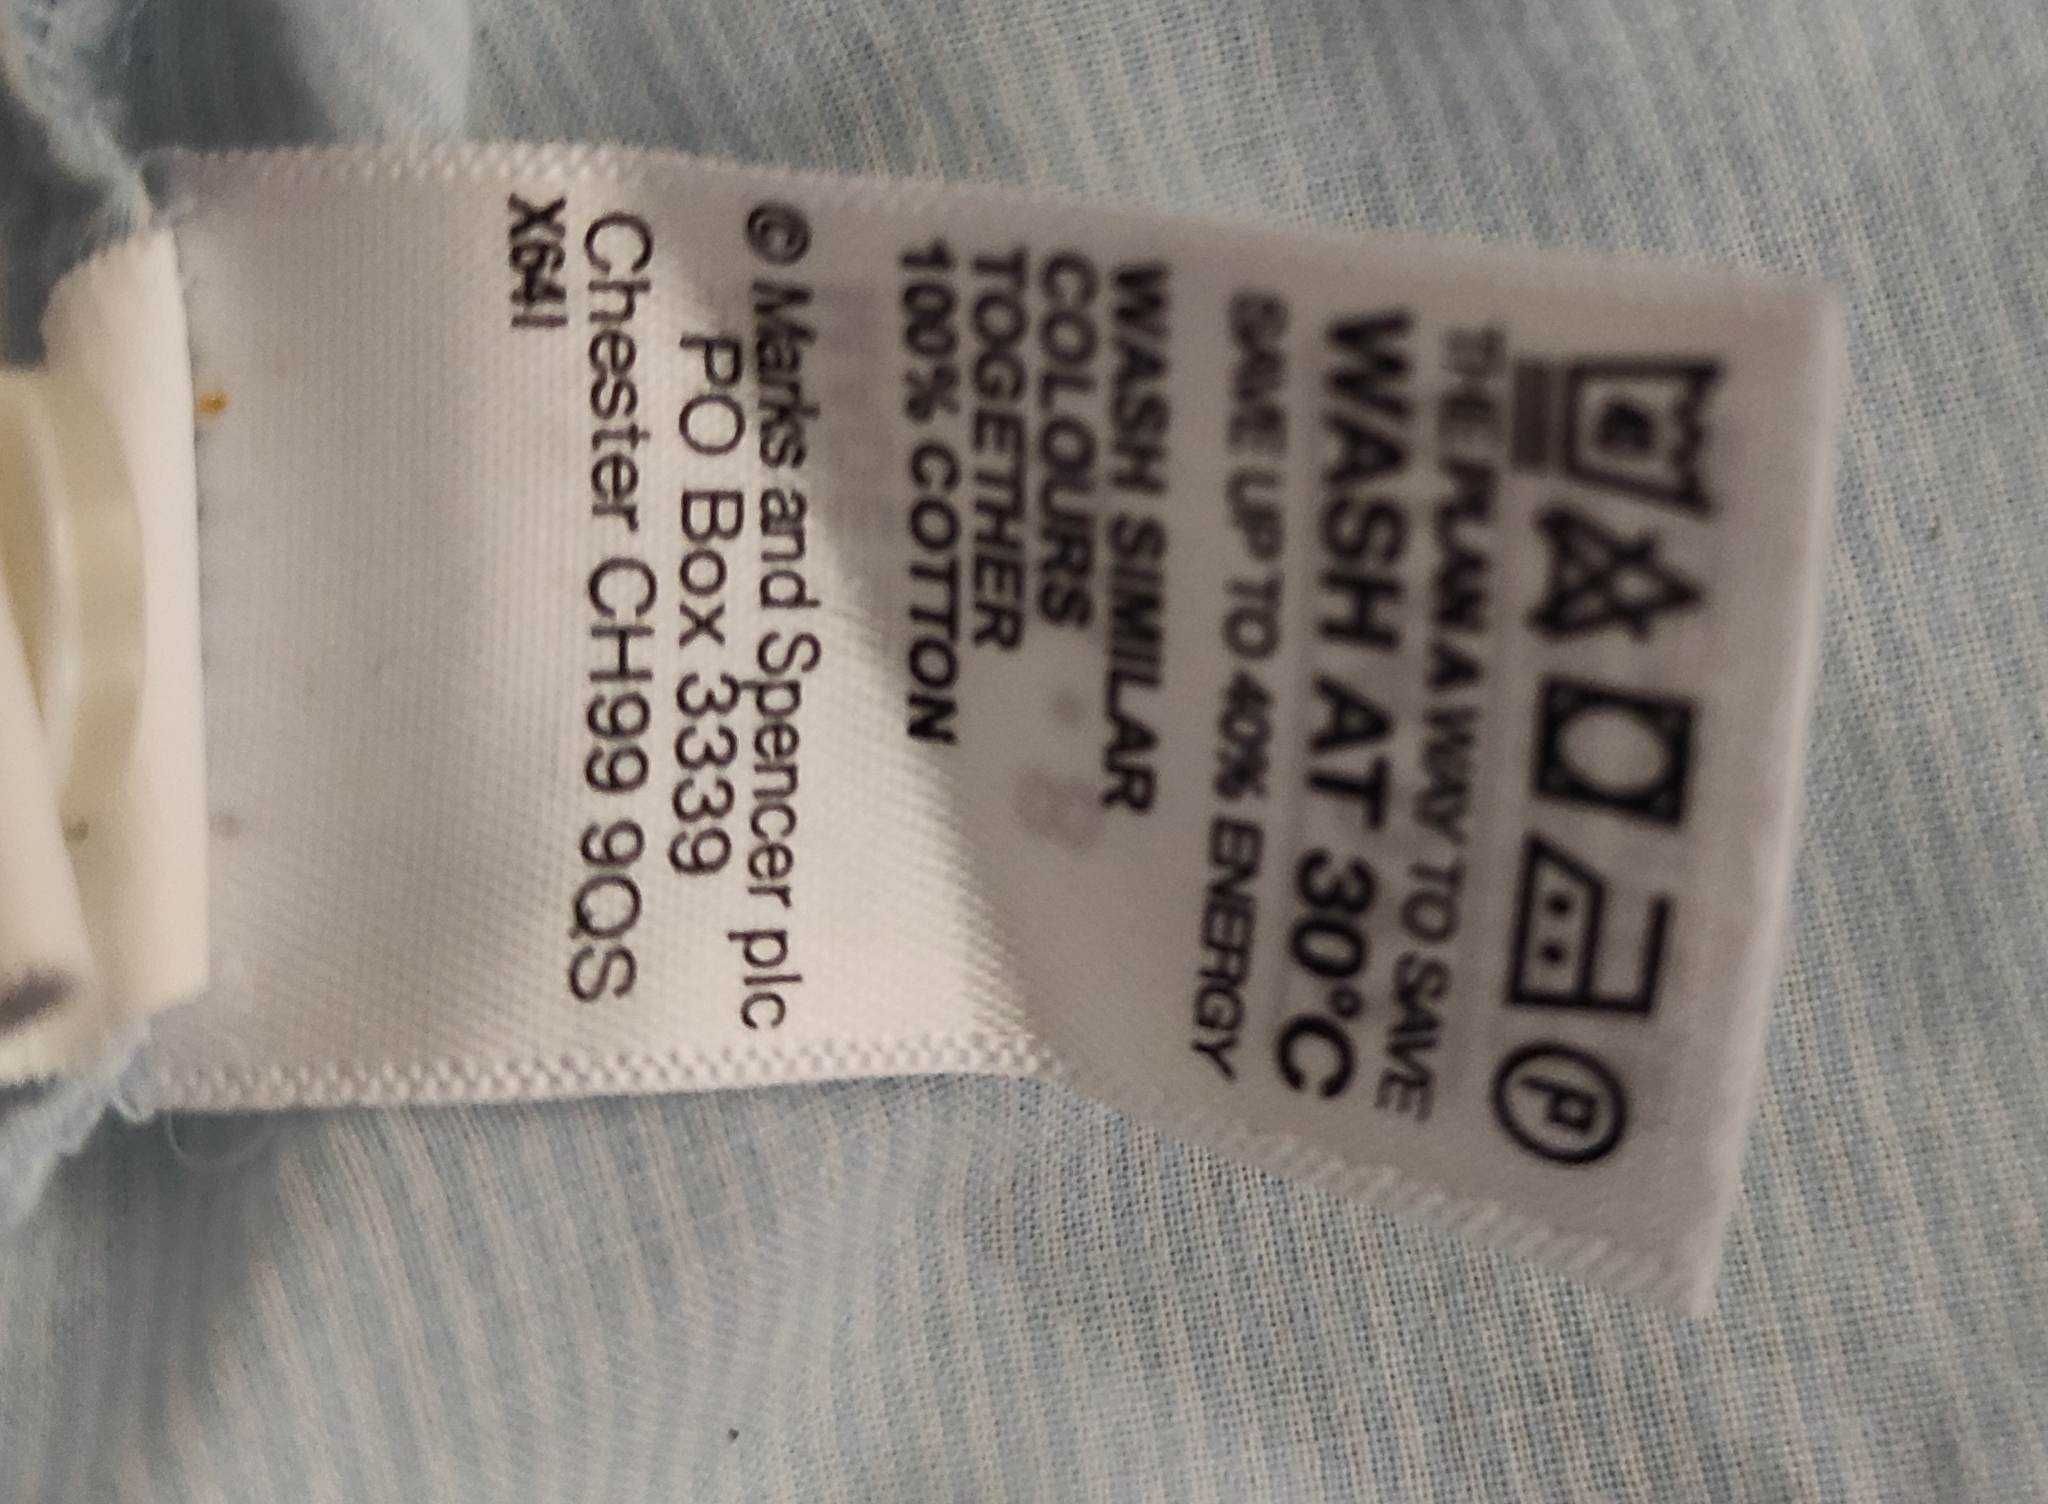 THE PLAN A WAY TO SAVE
WASH AT 30°C
SAVE UP TO 40% ENERGY
WASH SIMILAR
COLOURS
TOGETHER
100% COTTON
© Marks and Spencer plc
PO Box 3339
Chester CH99 9QS
X641